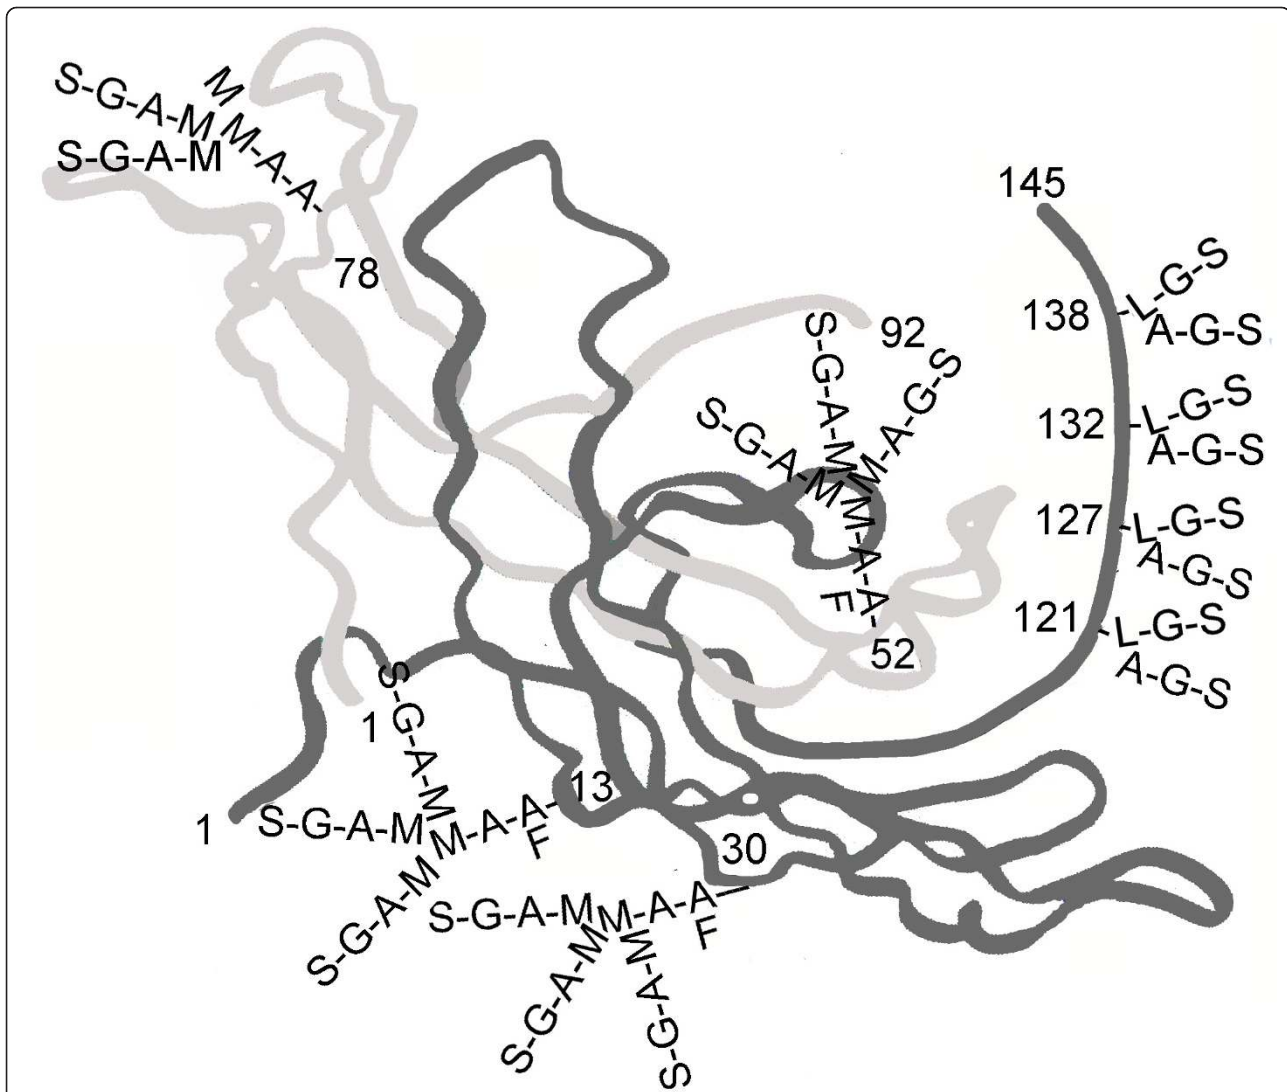 S-G-A-M
M
S-G-A-M
M-A-A-
78
145
138
L-G-S
A-G-S
132
L-G-S
A-G-S
127
L-G-S
A-G-S
121
L-G-S
A-G-S
92
S-G-A-M
S-G-A-M
M-A-G-S
M-A-A-
F
52
1
S-G-A-M
1
S-G-A-M
M-A-A-
F
13
S-G-A-M
30
S-G-A-M
M-A-A
F
S-G-A-M
S-G-A-M